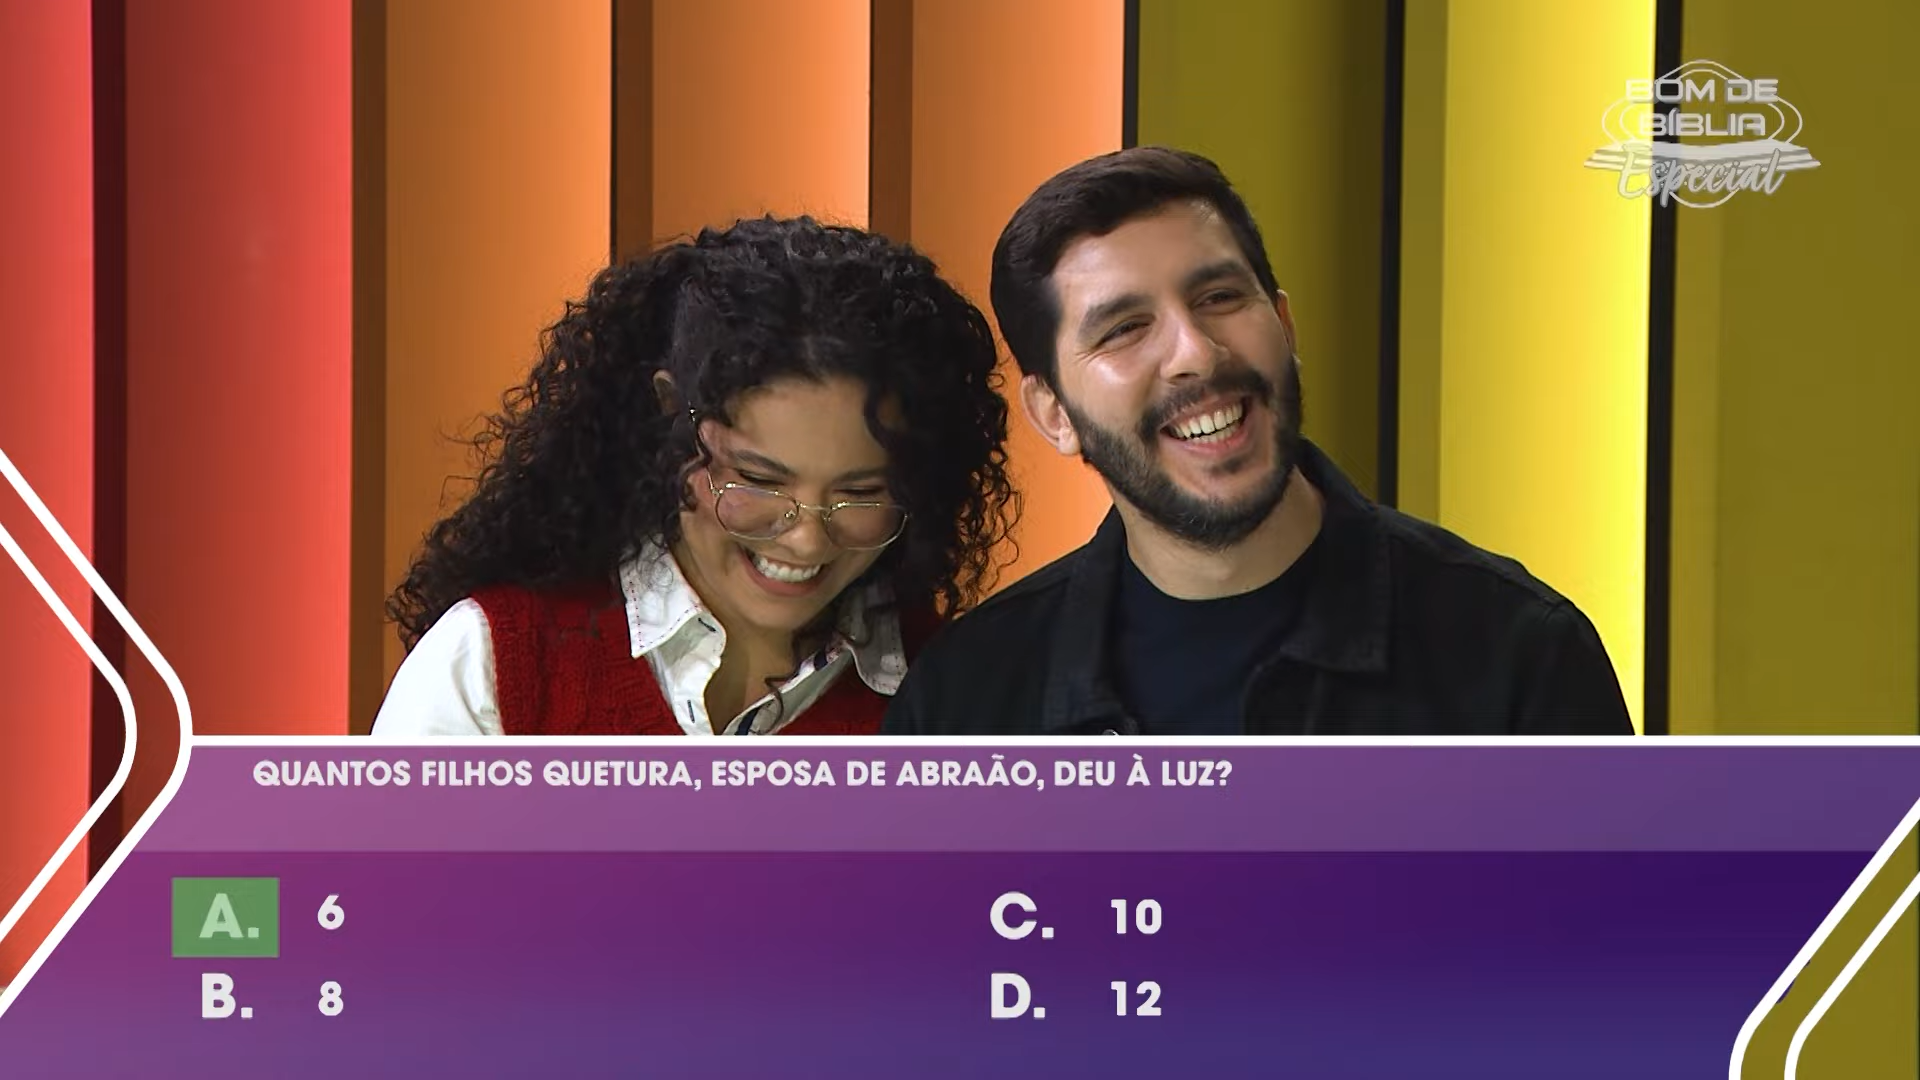 BOM DE
BÍBLIA
Especial
QUANTOS FILHOS QUETURA, ESPOSA DE ABRAÃO, DEU À LUZ?
A. 6
B. 8
C. 10
D. 12